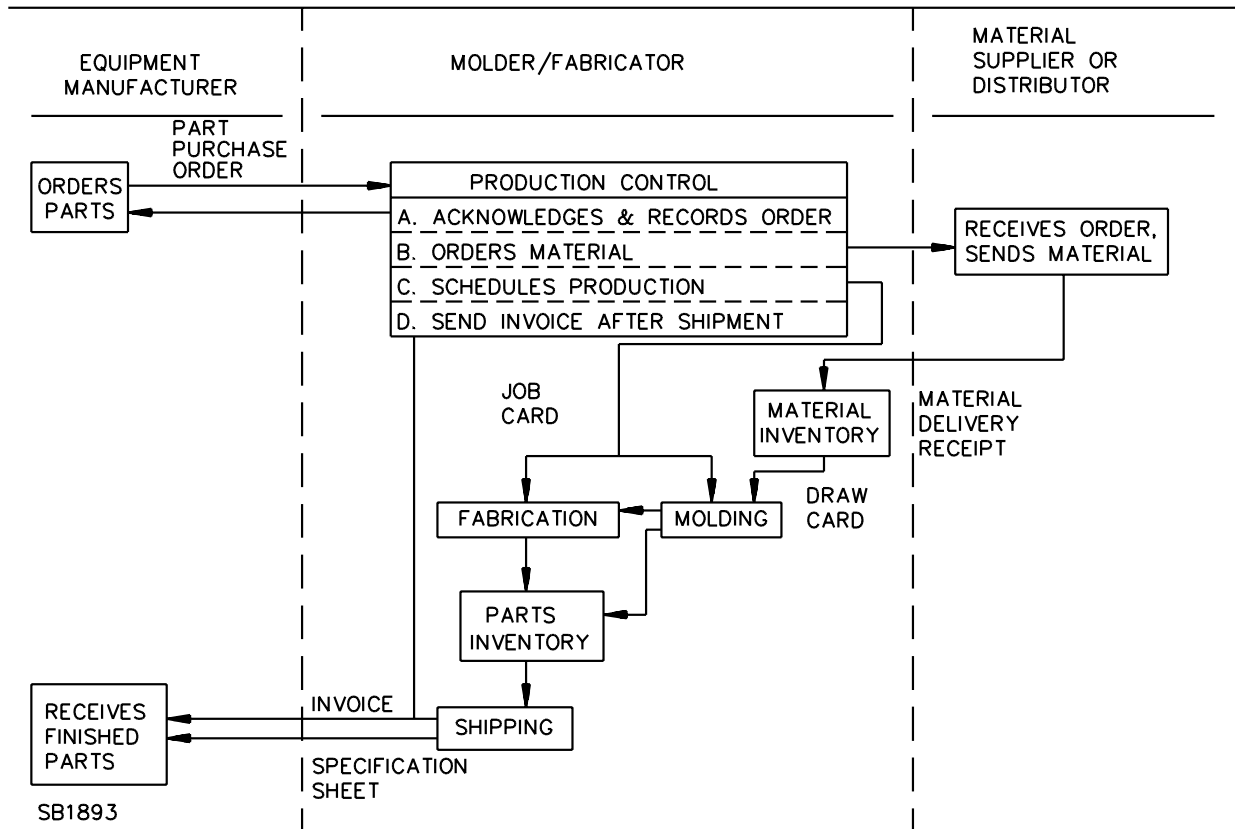 EQUIPMENT
MANUFACTURER
MOLDER/FABRICATOR
MATERIAL
SUPPLIER OR
DISTRIBUTOR
PART
PURCHASE
ORDER
ORDERS
PARTS
PRODUCTION CONTROL
A. ACKNOWLEDGES & RECORDS ORDER
B. ORDERS MATERIAL
C. SCHEDULES PRODUCTION
D. SEND INVOICE AFTER SHIPMENT
RECEIVES ORDER,
SENDS MATERIAL
JOB
CARD
MATERIAL
INVENTORY
MATERIAL
DELIVERY
RECEIPT
FABRICATION
MOLDING
DRAW
CARD
PARTS
INVENTORY
RECEIVES
FINISHED
PARTS
INVOICE
SHIPPING
SPECIFICATION
SHEET
SB1893